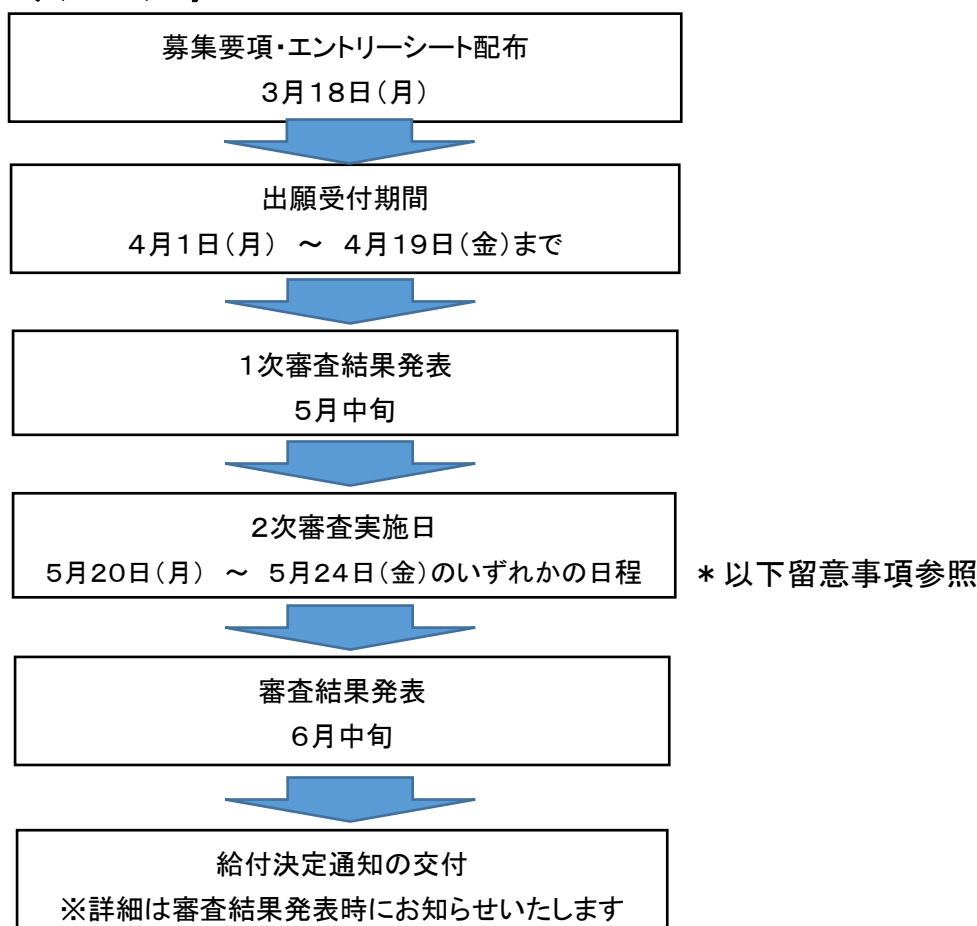 募集要項・エントリーシート配布
3月18日(月)
出願受付期間
4月1日(月) ～ 4月19日(金)まで
1次審査結果発表
5月中旬
2次審査実施日
5月20日(月) ～ 5月24日(金)のいずれかの日程
＊以下留意事項参照
審査結果発表
6月中旬
給付決定通知の交付
※詳細は審査結果発表時にお知らせいたします